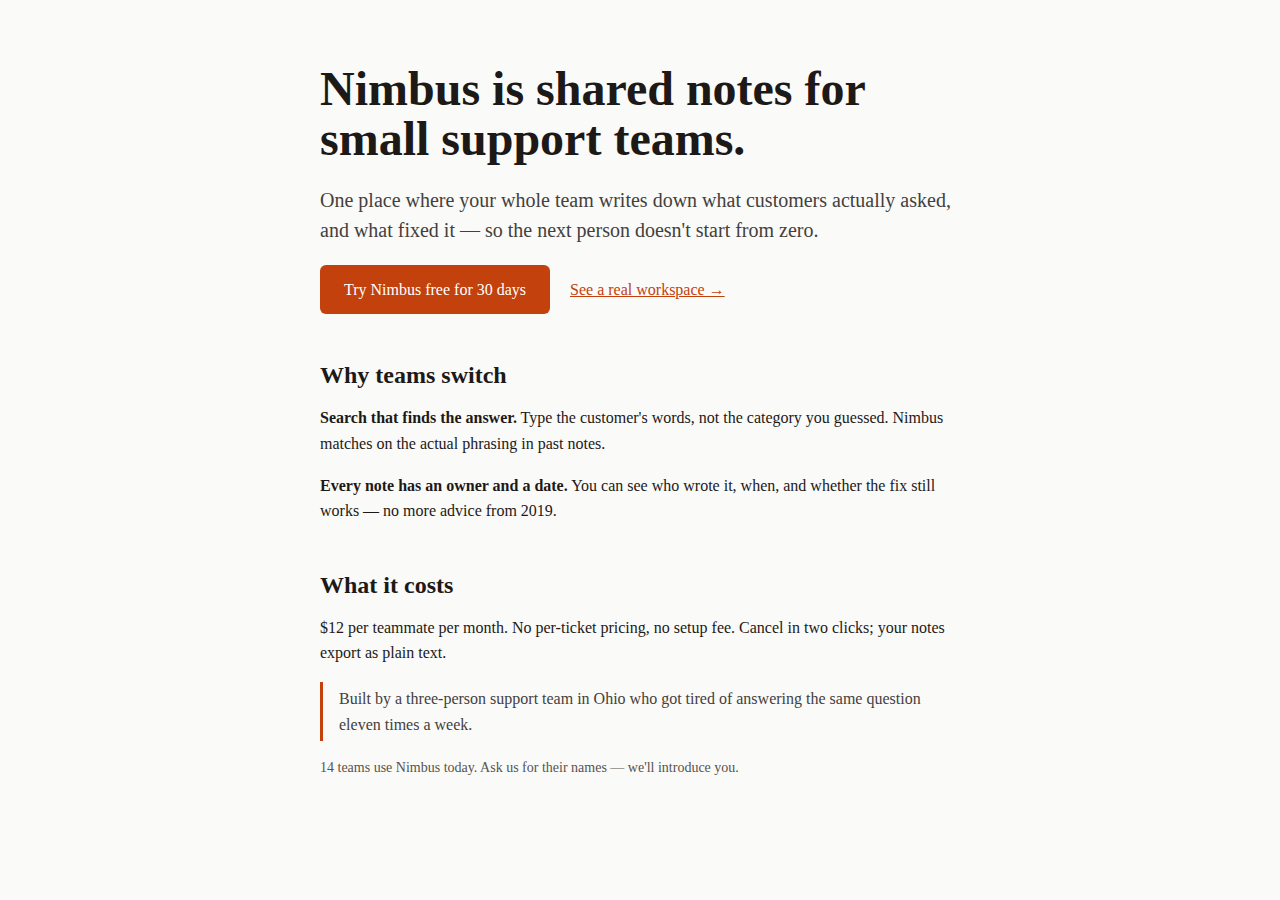 Nimbus is shared notes for
small support teams.
One place where your whole team writes down what customers actually asked,
and what fixed it — so the next person doesn't start from zero.
Try Nimbus free for 30 days
See a real workspace →
Why teams switch
Search that finds the answer. Type the customer's words, not the category you guessed. Nimbus
matches on the actual phrasing in past notes.
Every note has an owner and a date. You can see who wrote it, when, and whether the fix still
works — no more advice from 2019.
What it costs
$12 per teammate per month. No per-ticket pricing, no setup fee. Cancel in two clicks; your notes
export as plain text.
Built by a three-person support team in Ohio who got tired of answering the same question
eleven times a week.
14 teams use Nimbus today. Ask us for their names — we'll introduce you.